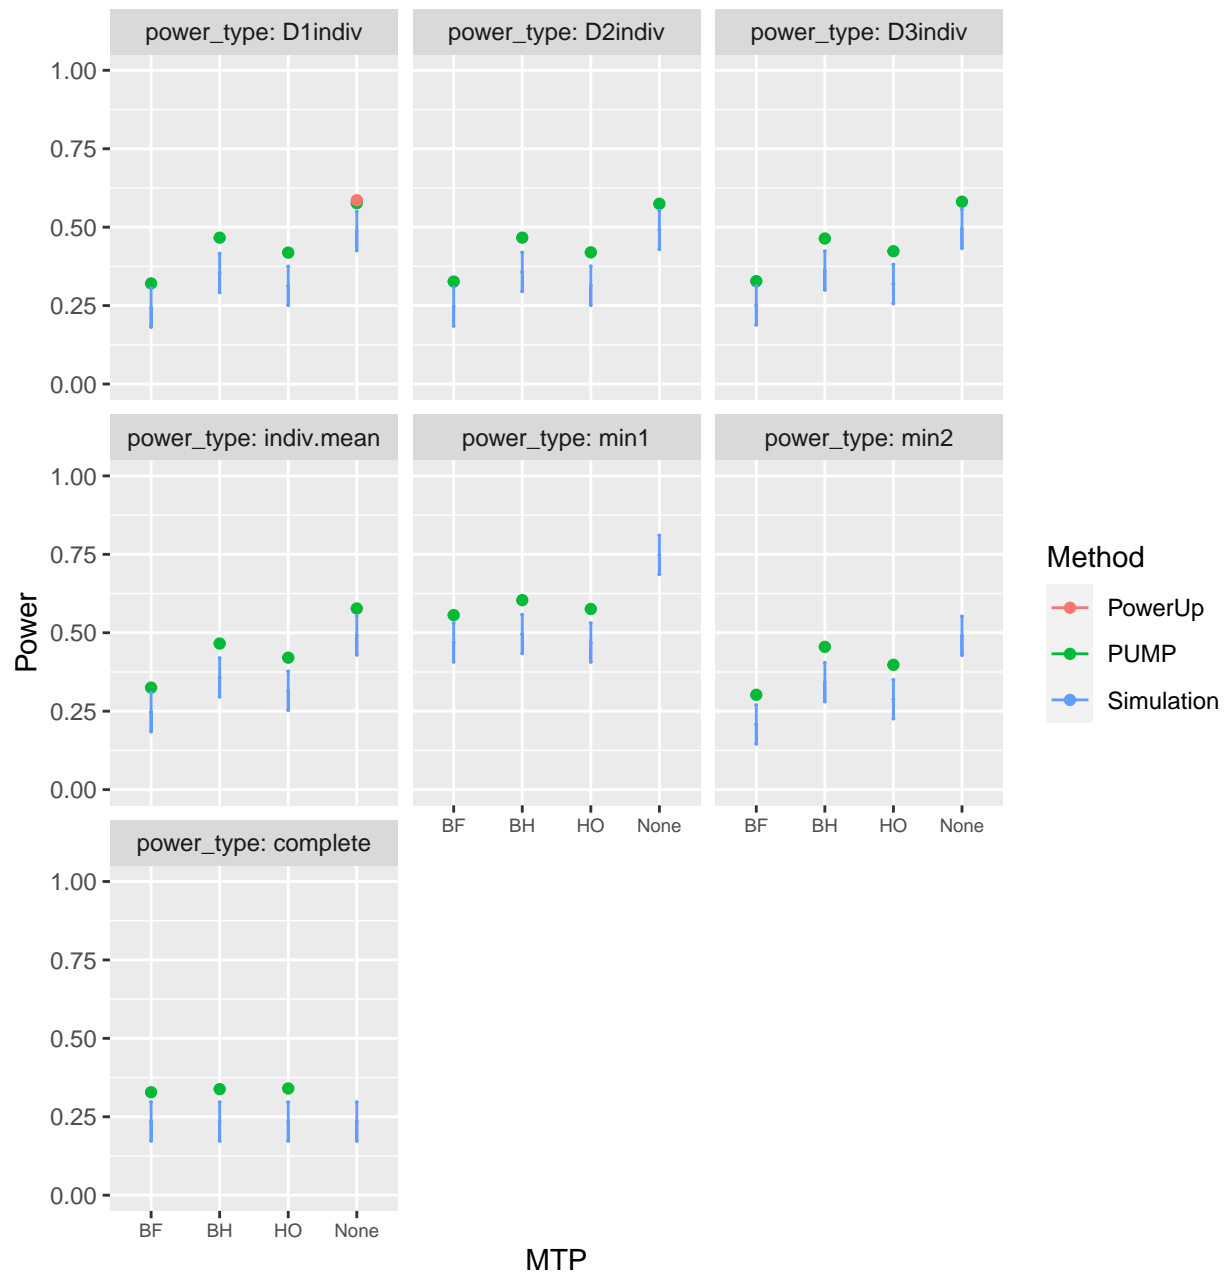 power_type: D1indiv
power_type: D2indiv
power_type: D3indiv
1.00
0.75
0.50
0.25
0.00
power_type: indiv.mean
power_type: min1
power_type: min2
1.00
0.75
0.50
0.25
0.00
BF BH HO None
BF BH HO None
power_type: complete
1.00
0.75
0.50
0.25
0.00
BF BH HO None
MTP
Power
Method
PowerUp
PUMP
Simulation